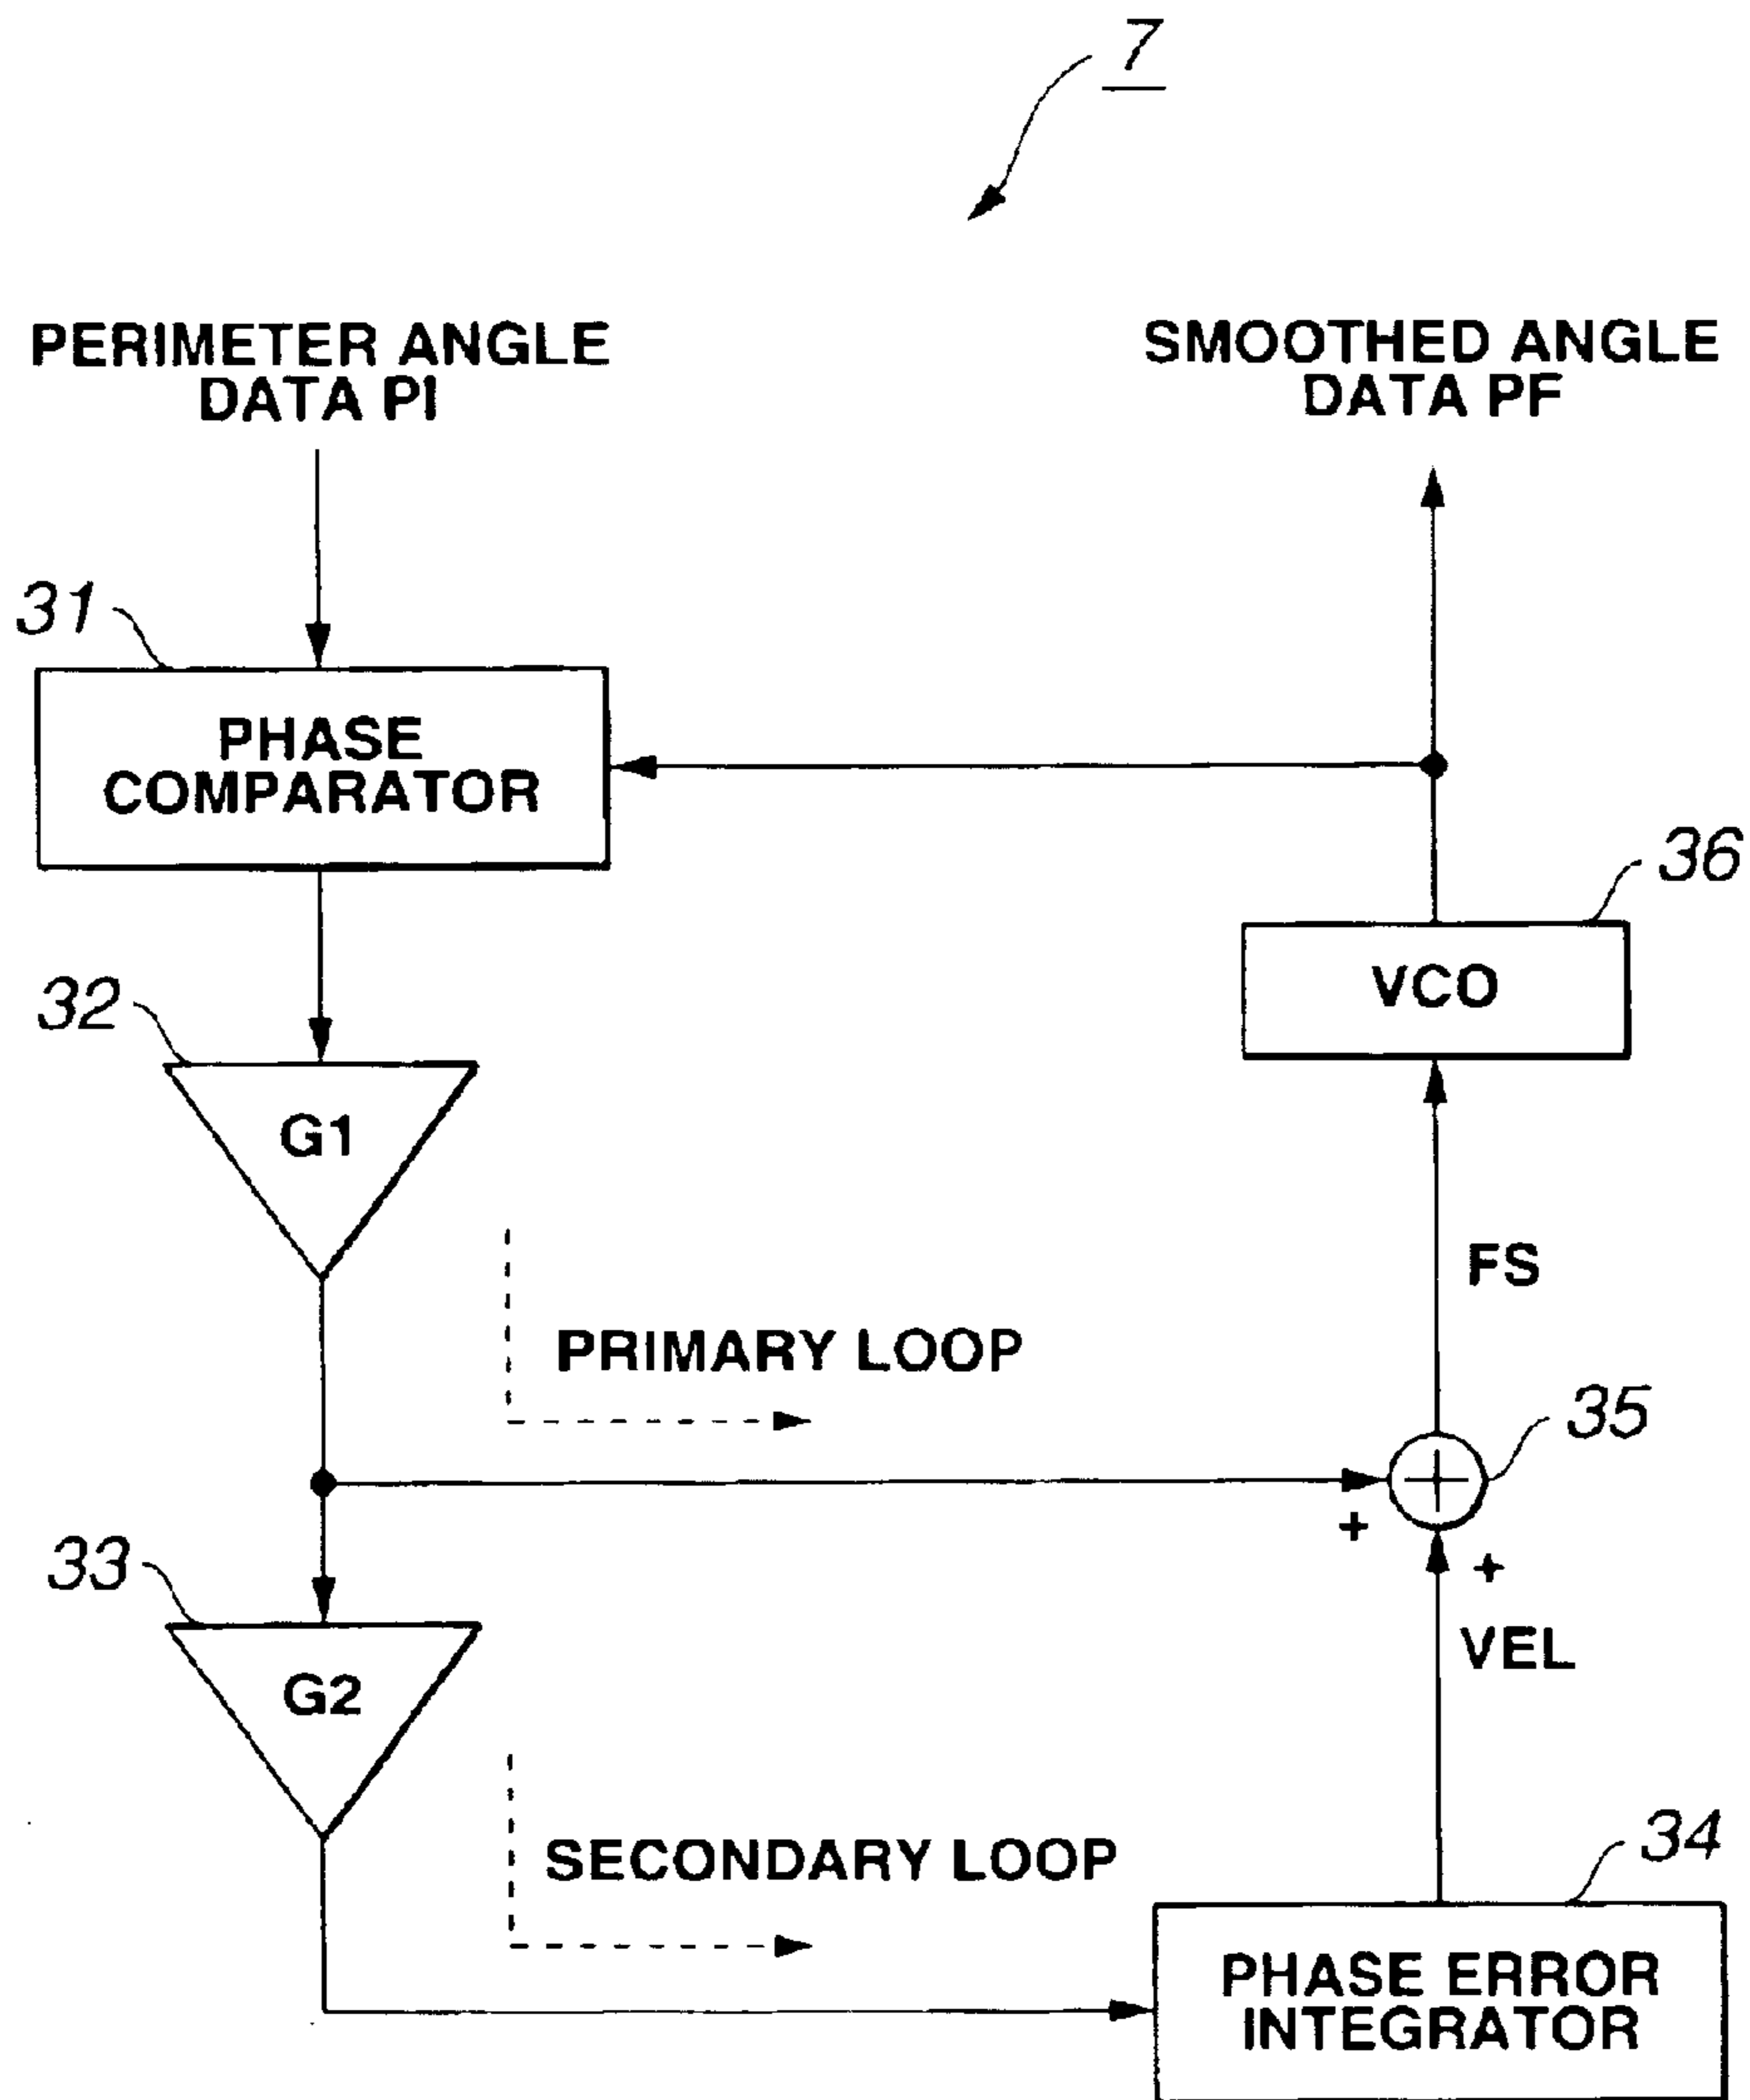 7
PERIMETER ANGLE
DATA PI
SMOOTHED ANGLE
DATA PF
31
PHASE
COMPARATOR
36
VCO
32
G1
FS
PRIMARY LOOP
35
+
+
33
VEL
G2
34
SECONDARY LOOP
PHASE ERROR
INTEGRATOR